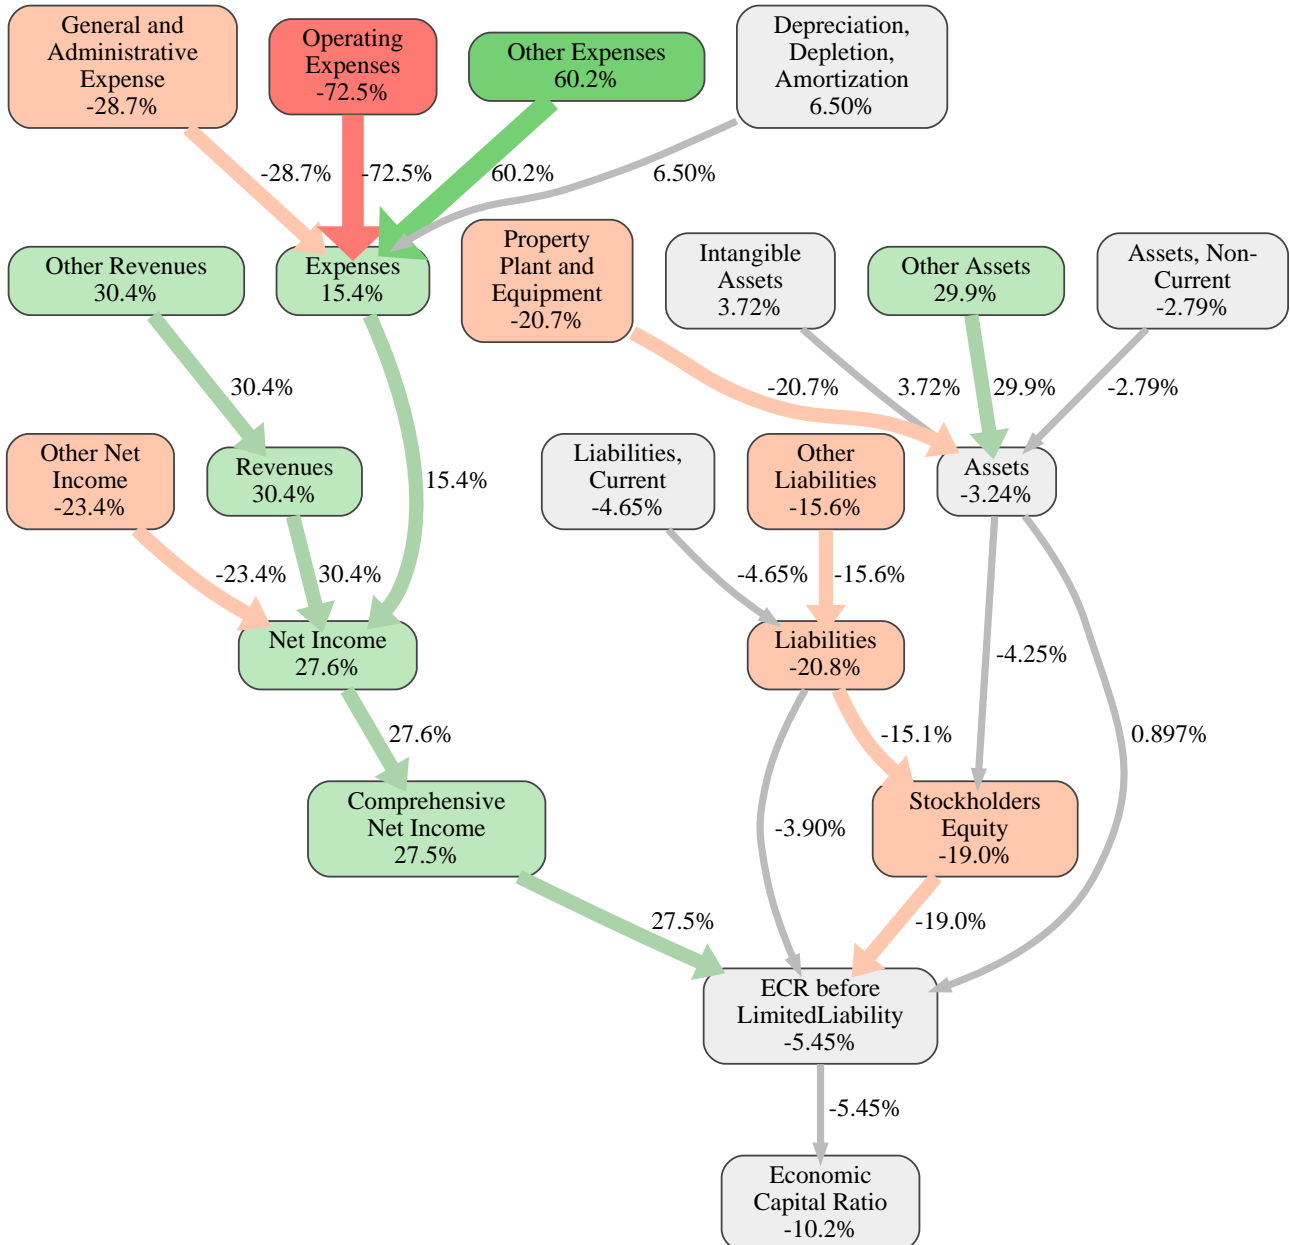 General and
Administrative
Expense
-28.7%
Operating
Expenses
-72.5%
Other Expenses
60.2%
Depreciation,
Depletion,
Amortization
6.50%
-28.7%
-72.5%
60.2%
6.50%
Other Revenues
30.4%
Expenses
15.4%
Property
Plant and
Equipment
-20.7%
Intangible
Assets
3.72%
Other Assets
29.9%
Assets, Non-
Current
-2.79%
30.4%
-20.7%
3.72%
29.9%
-2.79%
Other Net
Income
-23.4%
Revenues
30.4%
15.4%
Liabilities,
Current
-4.65%
Other
Liabilities
-15.6%
Assets
-3.24%
-23.4%
30.4%
-4.65%
-15.6%
Net Income
27.6%
Liabilities
-20.8%
-4.25%
27.6%
-15.1%
0.897%
Comprehensive
Net Income
27.5%
-3.90%
Stockholders
Equity
-19.0%
27.5%
-19.0%
ECR before
LimitedLiability
-5.45%
-5.45%
Economic
Capital Ratio
-10.2%